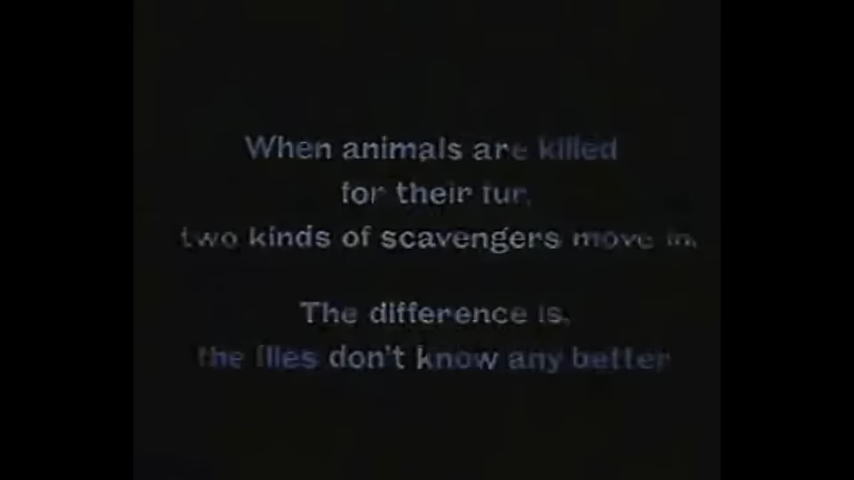 When animals are killed
for their fur,
two kinds of scavengers move in.
The difference is,
the flies don't know any better